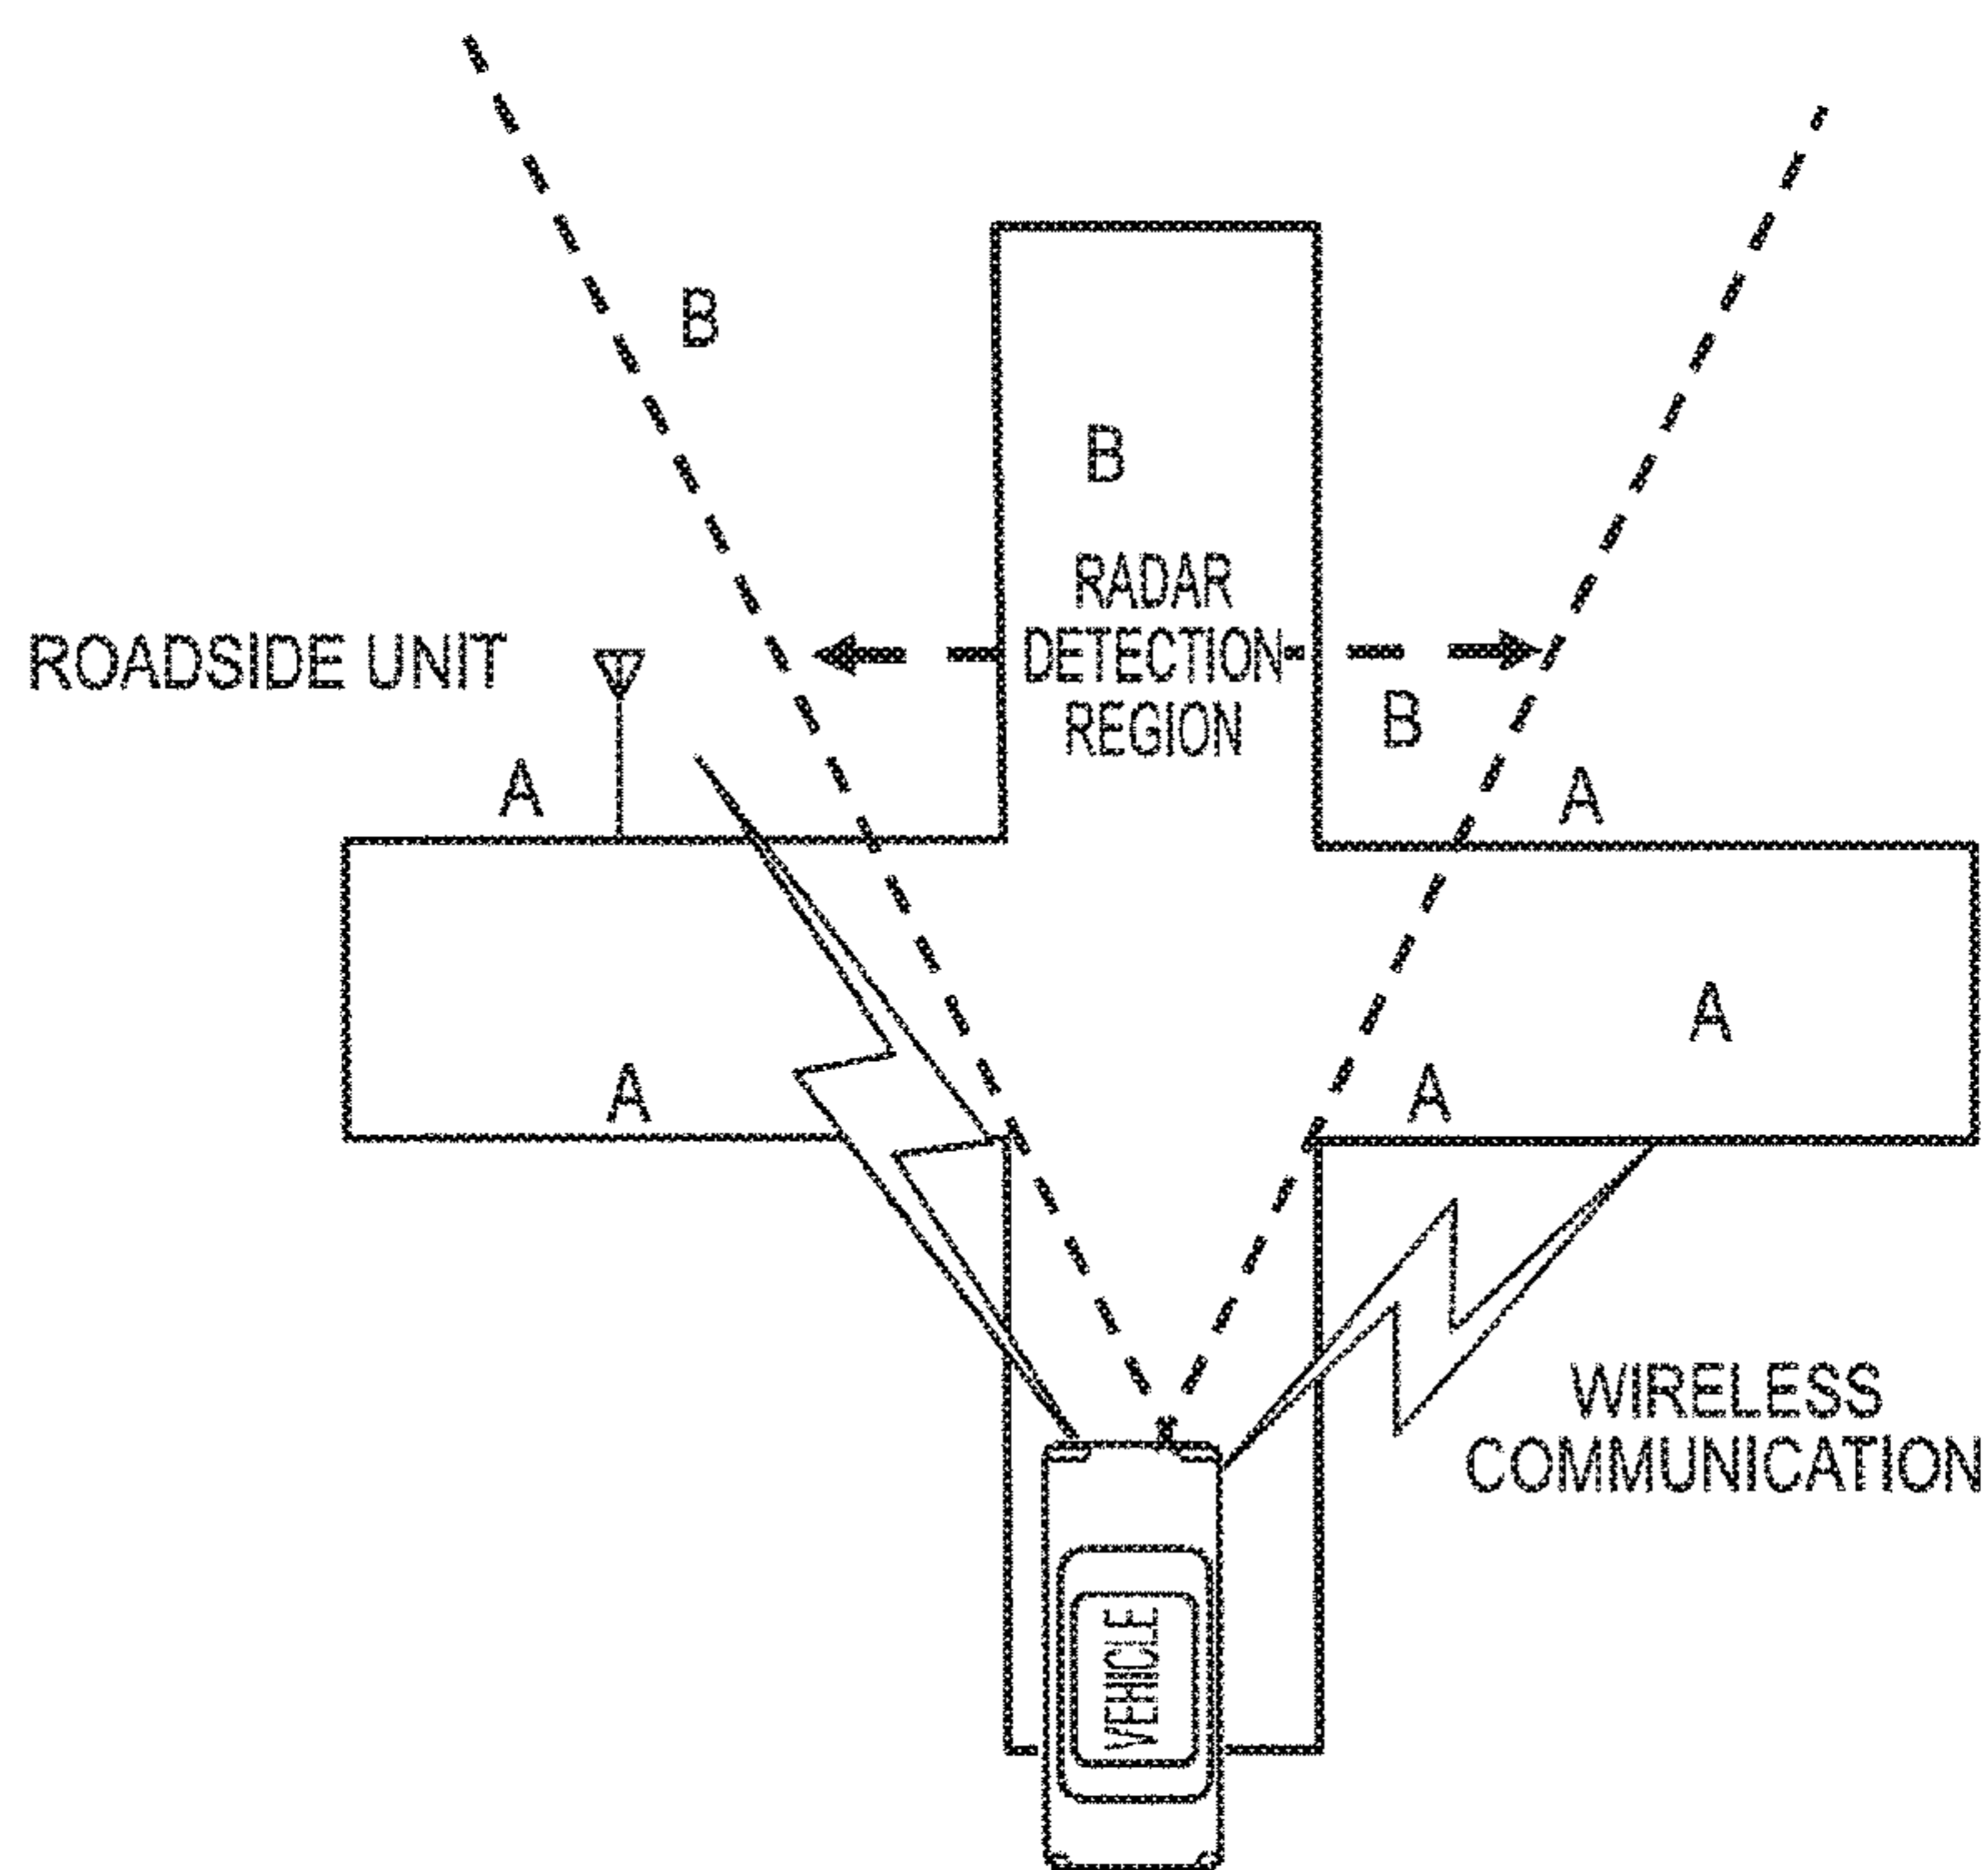 B
B
RADAR
DETECTION
REGION
ROADSIDE UNIT
B
A
A
A
A
A
WIRELESS
COMMUNICATION
VEHICLE